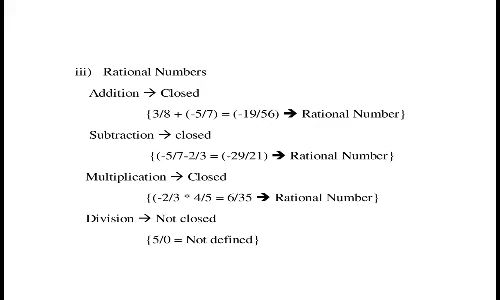 iii) Rational Numbers
Addition → Closed
{3/8 + (-5/7) = (-19/56) ➔ Rational Number}
Subtraction → closed
{(-5/7-2/3 = (-29/21) ➔ Rational Number}
Multiplication → Closed
{(-2/3 * 4/5 = 6/35 ➔ Rational Number}
Division → Not closed
{5/0 = Not defined}